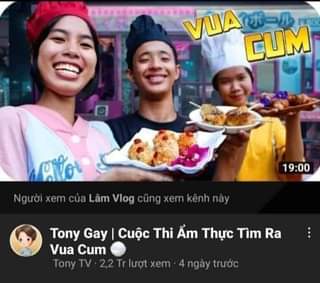 VUA
CUM
19:00
Người xem của Lâm Vlog cũng xem kênh này
Tony Gay | Cuộc Thi Ẩm Thực Tìm Ra
Vua Cum
Tony TV · 2,2 Tr lượt xem · 4 ngày trước